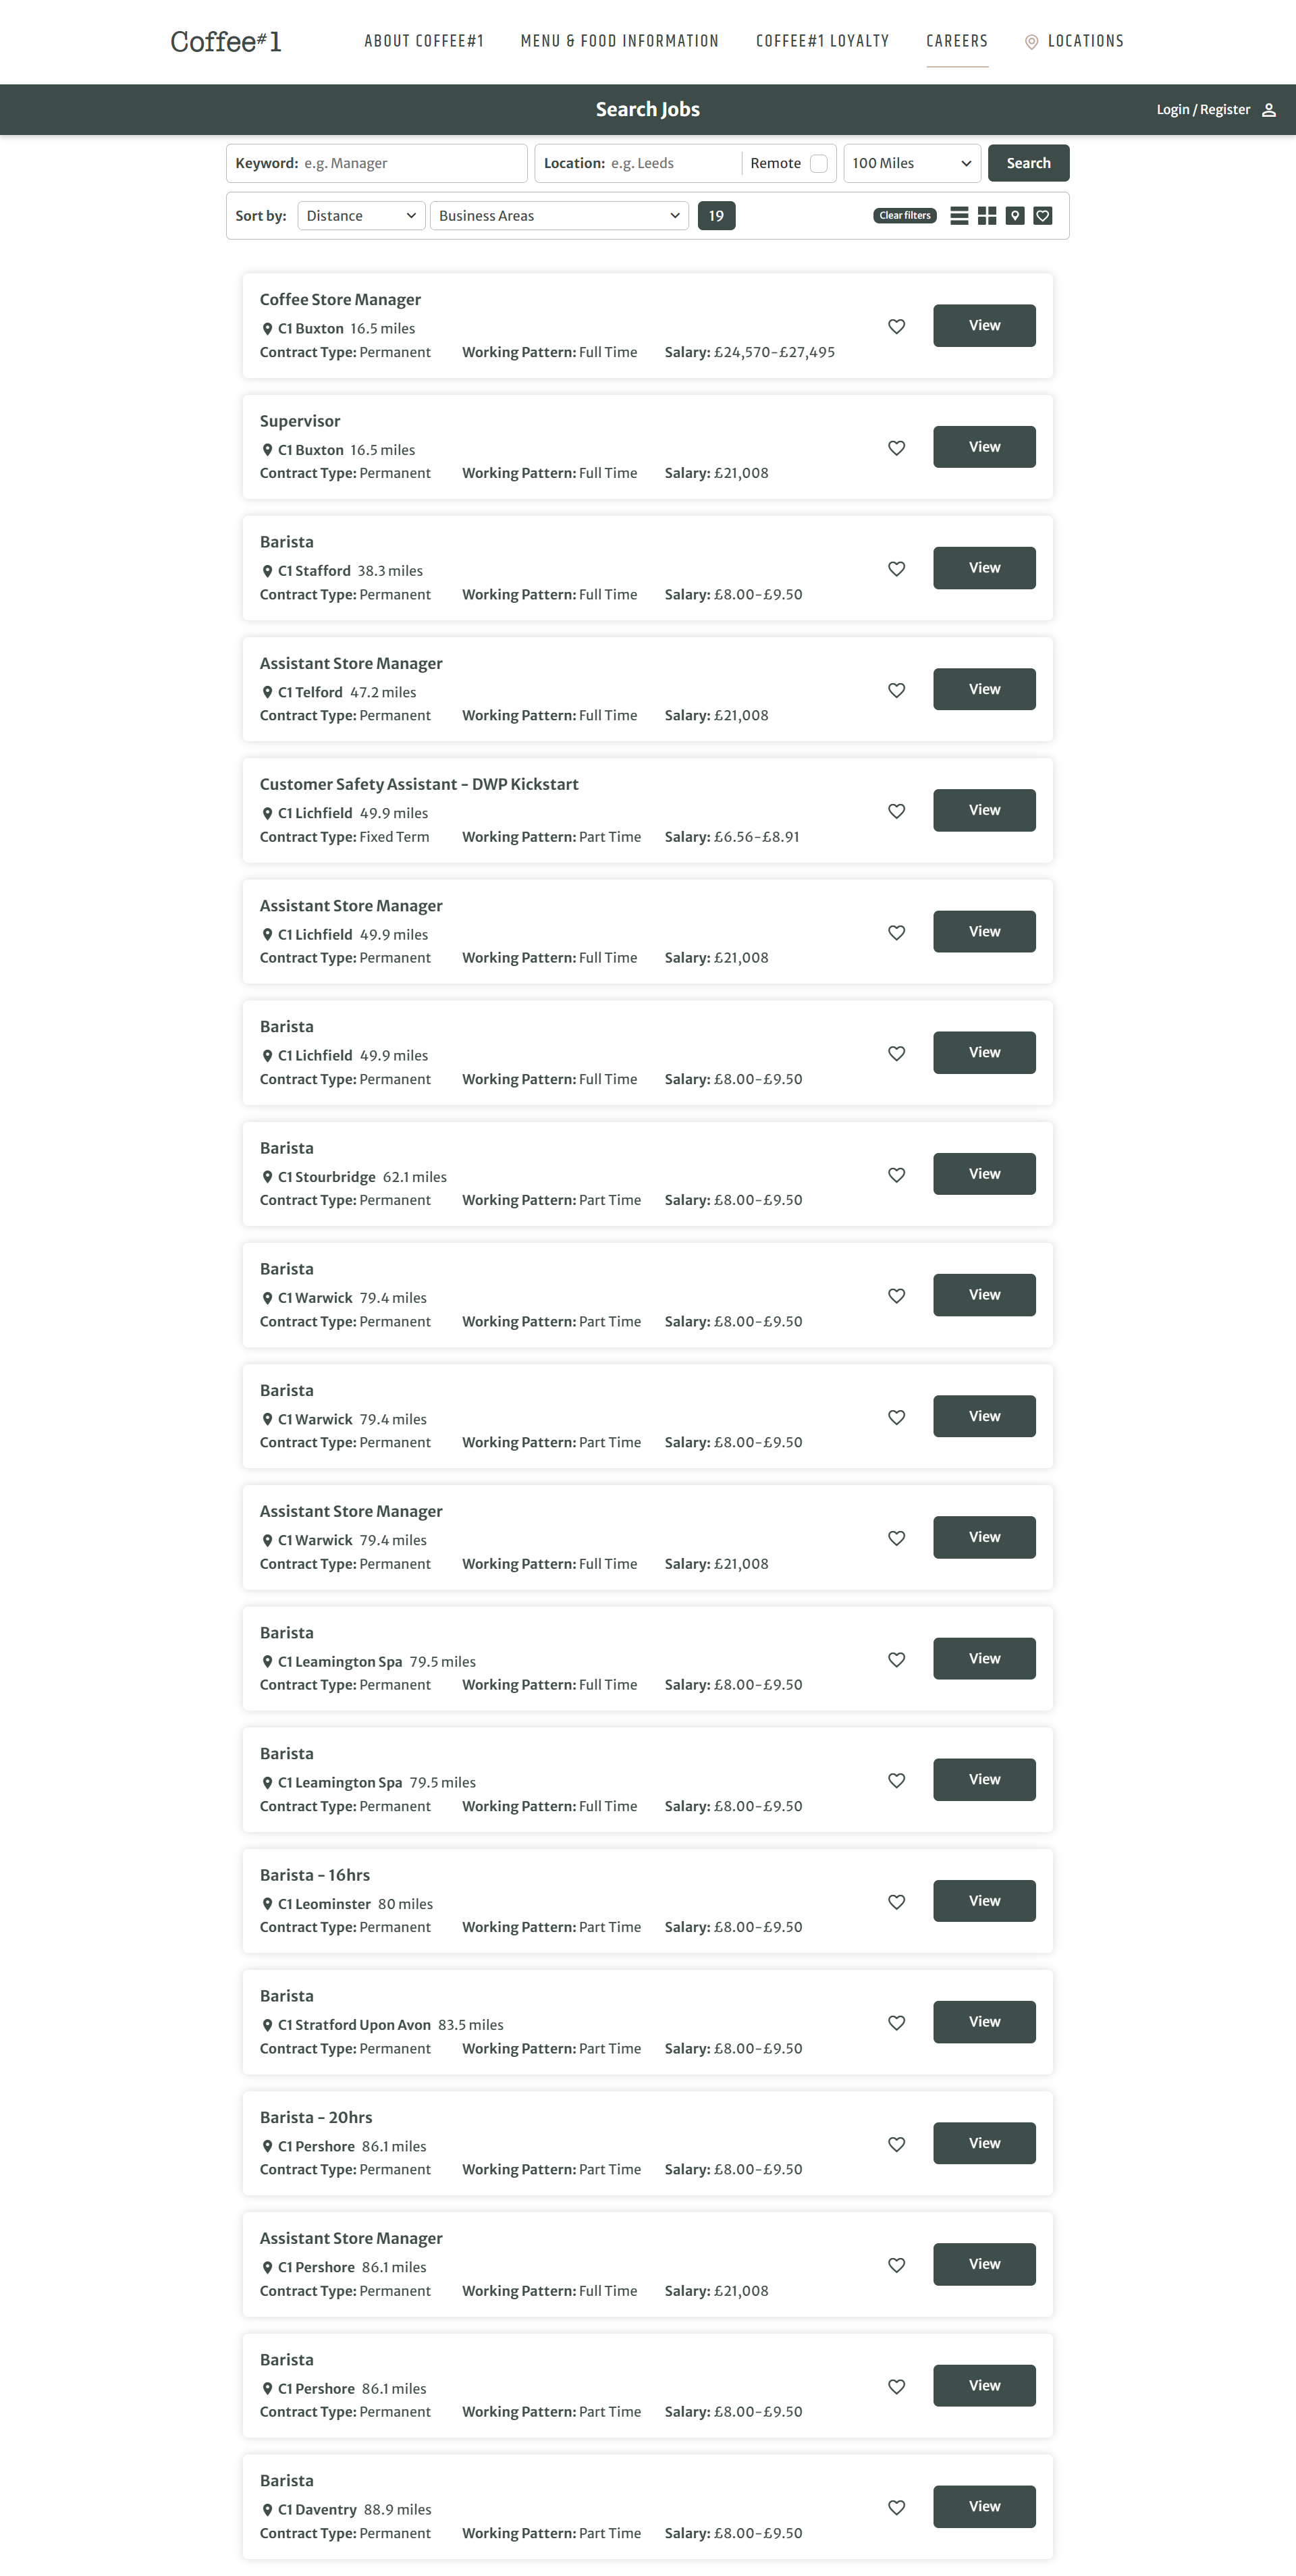 Coffee#1 ABOUT COFFEE#1 MENU & FOOD INFORMATION COFFEE#1 LOYALTY CAREERS LOCATIONS
Search Jobs Login / Register
Keyword: e.g. Manager Location: e.g. Leeds Remote 100 Miles Search
Sort by: Distance Business Areas 19 Clear filters
Coffee Store Manager
C1 Buxton 16.5 miles
View
Contract Type: Permanent Working Pattern: Full Time Salary: £24,570-£27,495
Supervisor
C1 Buxton 16.5 miles
View
Contract Type: Permanent Working Pattern: Full Time Salary: £21,008
Barista
C1 Stafford 38.3 miles
View
Contract Type: Permanent Working Pattern: Full Time Salary: £8.00-£9.50
Assistant Store Manager
C1 Telford 47.2 miles
View
Contract Type: Permanent Working Pattern: Full Time Salary: £21,008
Customer Safety Assistant - DWP Kickstart
C1 Lichfield 49.9 miles
View
Contract Type: Fixed Term Working Pattern: Part Time Salary: £6.56-£8.91
Assistant Store Manager
C1 Lichfield 49.9 miles
View
Contract Type: Permanent Working Pattern: Full Time Salary: £21,008
Barista
C1 Lichfield 49.9 miles
View
Contract Type: Permanent Working Pattern: Full Time Salary: £8.00-£9.50
Barista
C1 Stourbridge 62.1 miles
View
Contract Type: Permanent Working Pattern: Part Time Salary: £8.00-£9.50
Barista
C1 Warwick 79.4 miles
View
Contract Type: Permanent Working Pattern: Part Time Salary: £8.00-£9.50
Barista
C1 Warwick 79.4 miles
View
Contract Type: Permanent Working Pattern: Part Time Salary: £8.00-£9.50
Assistant Store Manager
C1 Warwick 79.4 miles
View
Contract Type: Permanent Working Pattern: Full Time Salary: £21,008
Barista
C1 Leamington Spa 79.5 miles
View
Contract Type: Permanent Working Pattern: Full Time Salary: £8.00-£9.50
Barista
C1 Leamington Spa 79.5 miles
View
Contract Type: Permanent Working Pattern: Full Time Salary: £8.00-£9.50
Barista - 16hrs
C1 Leominster 80 miles
View
Contract Type: Permanent Working Pattern: Part Time Salary: £8.00-£9.50
Barista
C1 Stratford Upon Avon 83.5 miles
View
Contract Type: Permanent Working Pattern: Part Time Salary: £8.00-£9.50
Barista - 20hrs
C1 Pershore 86.1 miles
View
Contract Type: Permanent Working Pattern: Part Time Salary: £8.00-£9.50
Assistant Store Manager
C1 Pershore 86.1 miles
View
Contract Type: Permanent Working Pattern: Full Time Salary: £21,008
Barista
C1 Pershore 86.1 miles
View
Contract Type: Permanent Working Pattern: Part Time Salary: £8.00-£9.50
Barista
C1 Daventry 88.9 miles
View
Contract Type: Permanent Working Pattern: Part Time Salary: £8.00-£9.50